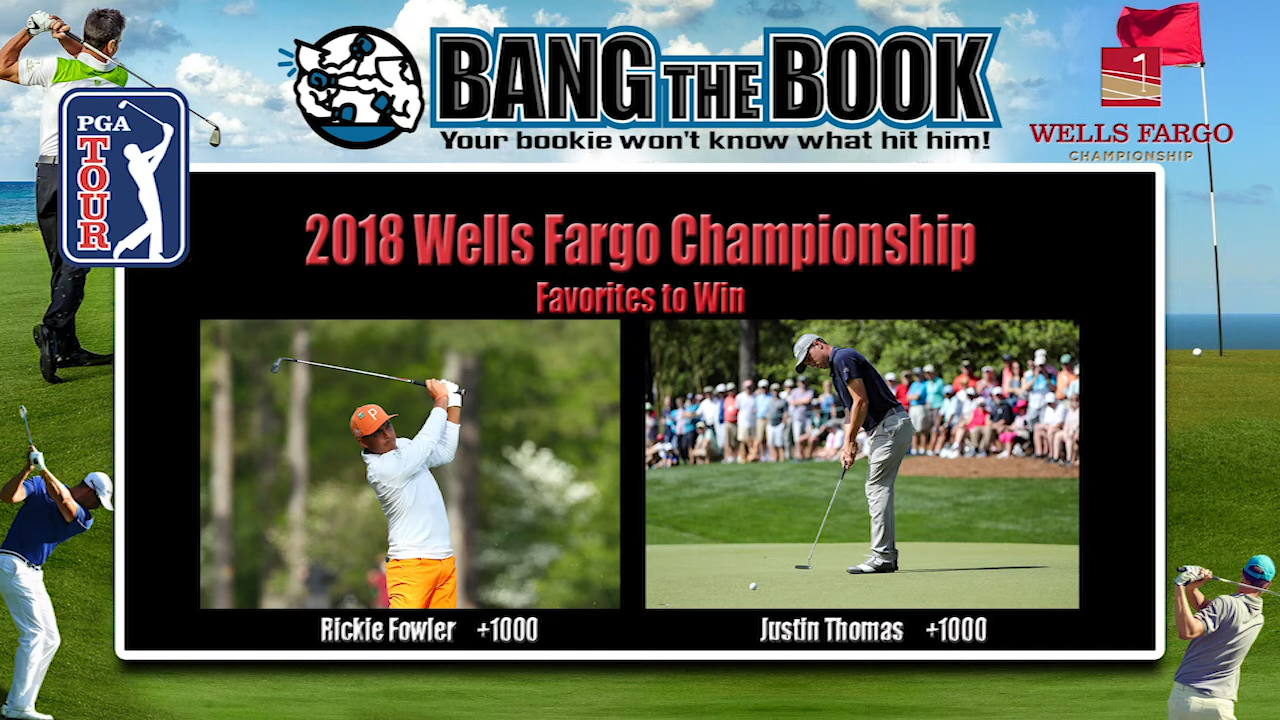 BANG THE BOOK
Your bookie won't know what hit him!
PGA
TOUR
1
WELLS FARGO
CHAMPIONSHIP
2018 Wells Fargo Championship
Favorites to Win
P
Rickie Fowler +1000
Justin Thomas +1000